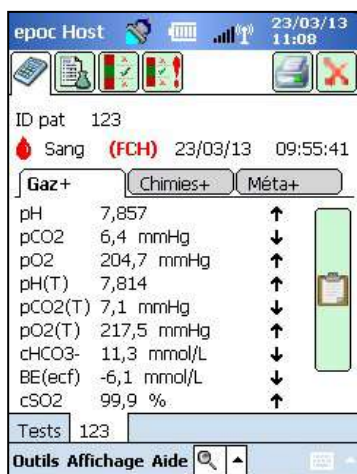 epoc Host 23/03/13 11:08
ID pat 123
Sang (FCH) 23/03/13 09:55:41
Gaz+ Chimies+ Méta+
pH 7,857 ↑
pCO2 6,4 mmHg ↓
pO2 204,7 mmHg ↑
pH(T) 7,814 ↑
pCO2(T) 7,1 mmHg ↓
pO2(T) 217,5 mmHg ↑
cHCO3- 11,3 mmol/L ↓
BE(ecf) -6,1 mmol/L ↓
cSO2 99,9 % ↑
Tests 123
Outils Affichage Aide